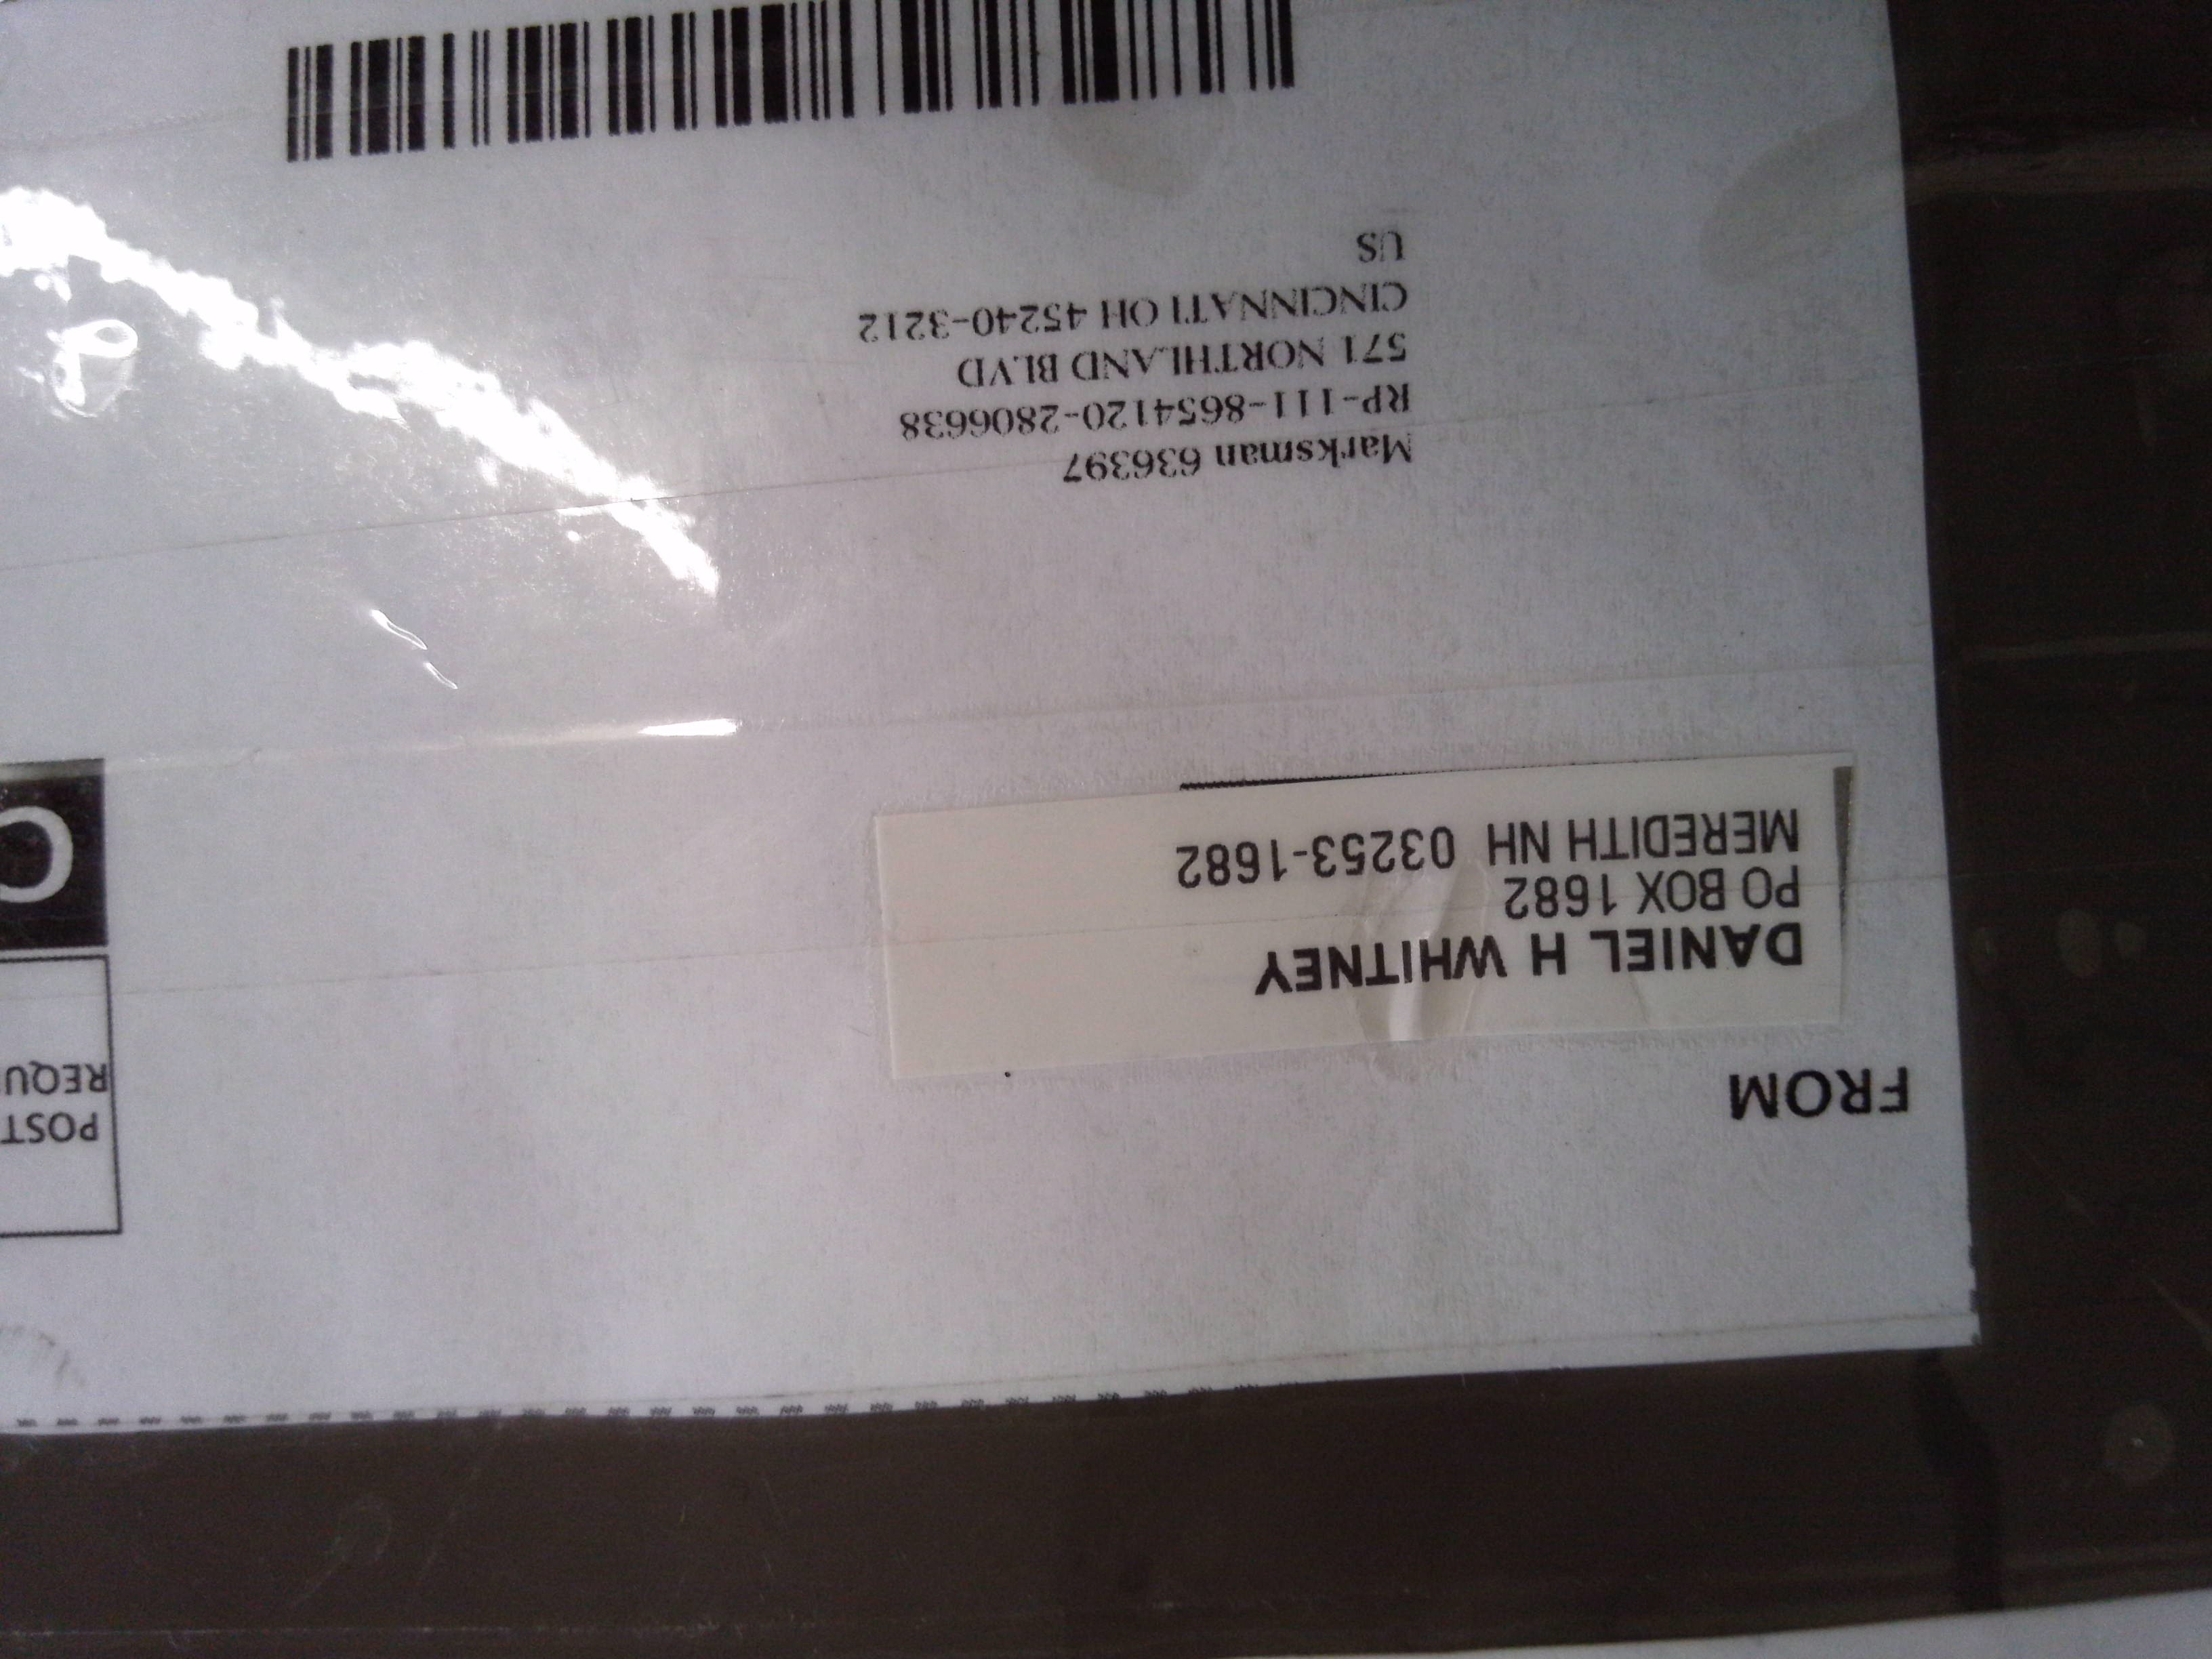 FROM
DANIEL H WHITNEY
PO BOX 1682
MEREDITH NH 03253-1682
POST
REQU
C
Marksman 636397
RP-111-8654120-2806638
571 NORTHLAND BLVD
CINCINNATI OH 45240-3212
US